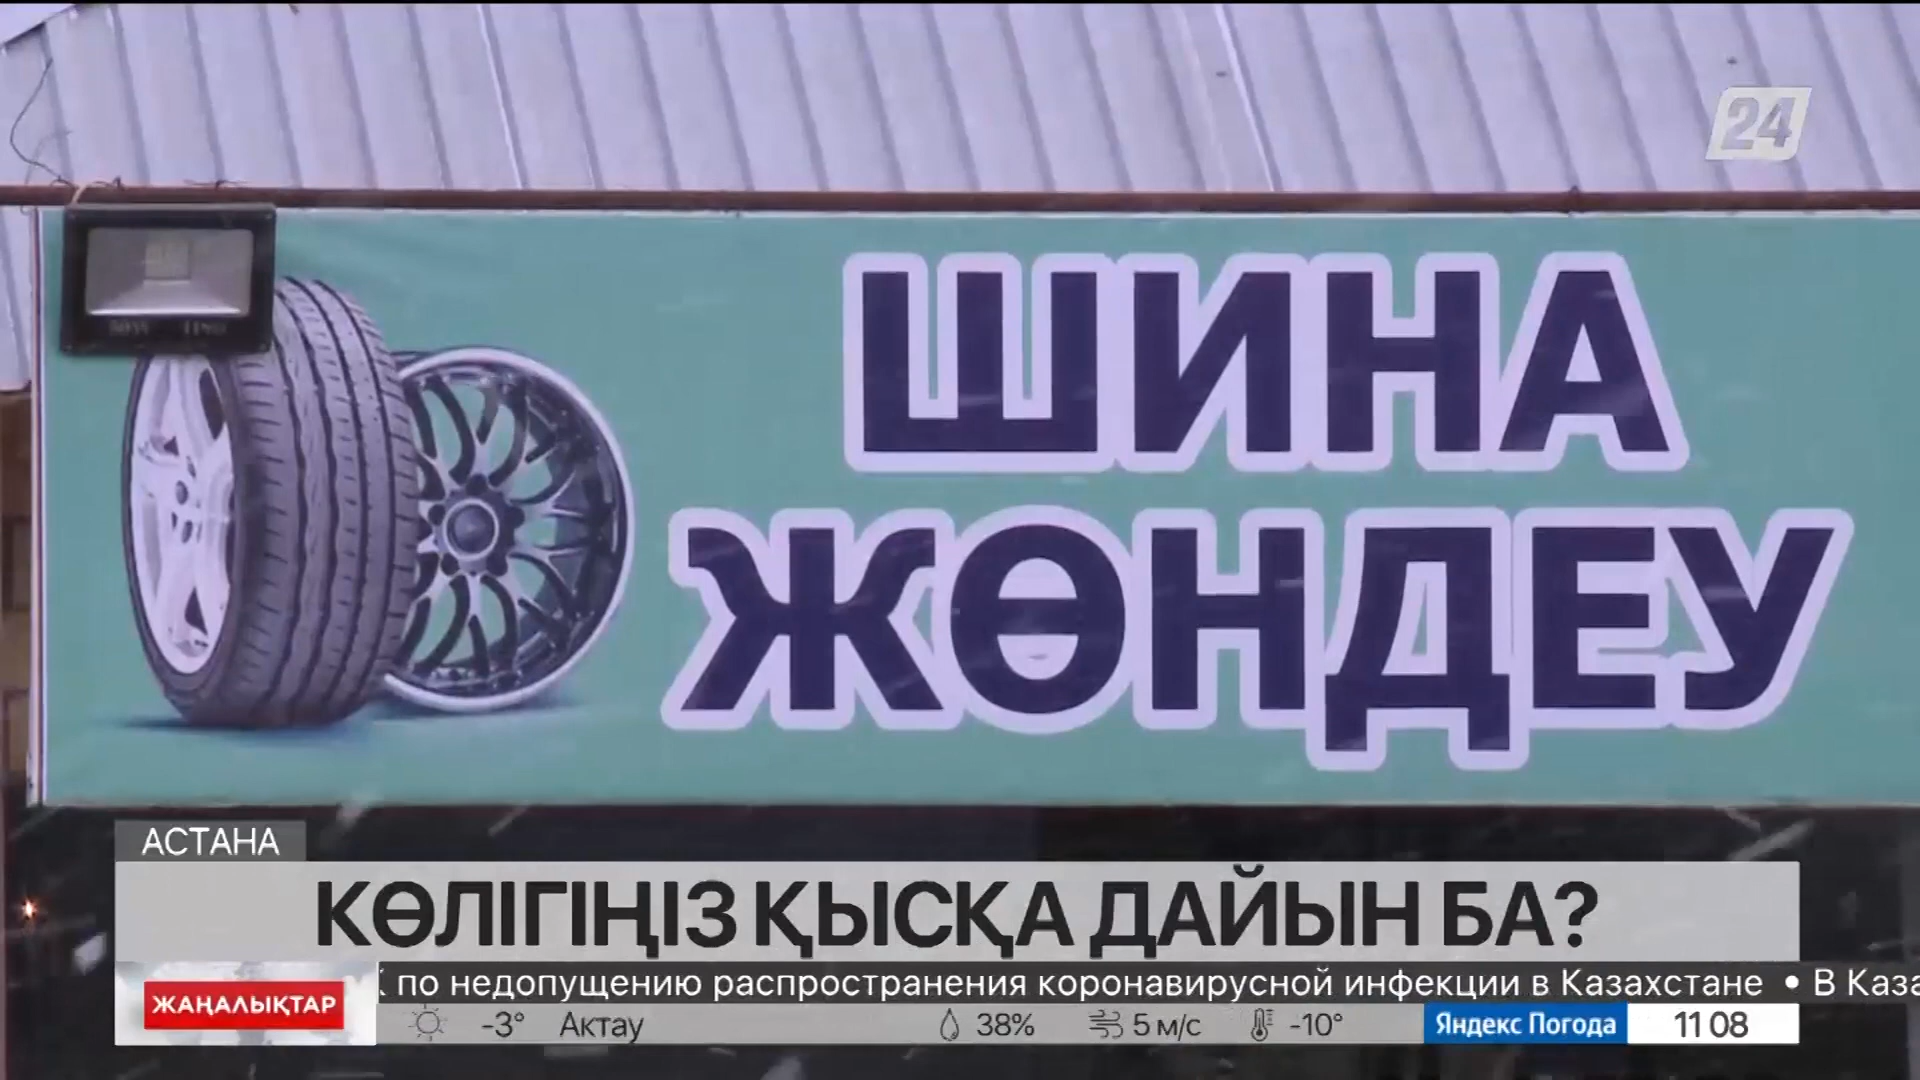 24
ШИНА
ЖӨНДЕУ
АСТАНА
КӨЛІГІҢІЗ ҚЫСҚА ДАЙЫН БА?
ЖАҢАЛЫҚТАР
К по недопущению распространения коронавирусной инфекции в Казахстане • В Каза
-3° Актау 38% 5 м/с -10° Яндекс Погода 11 08